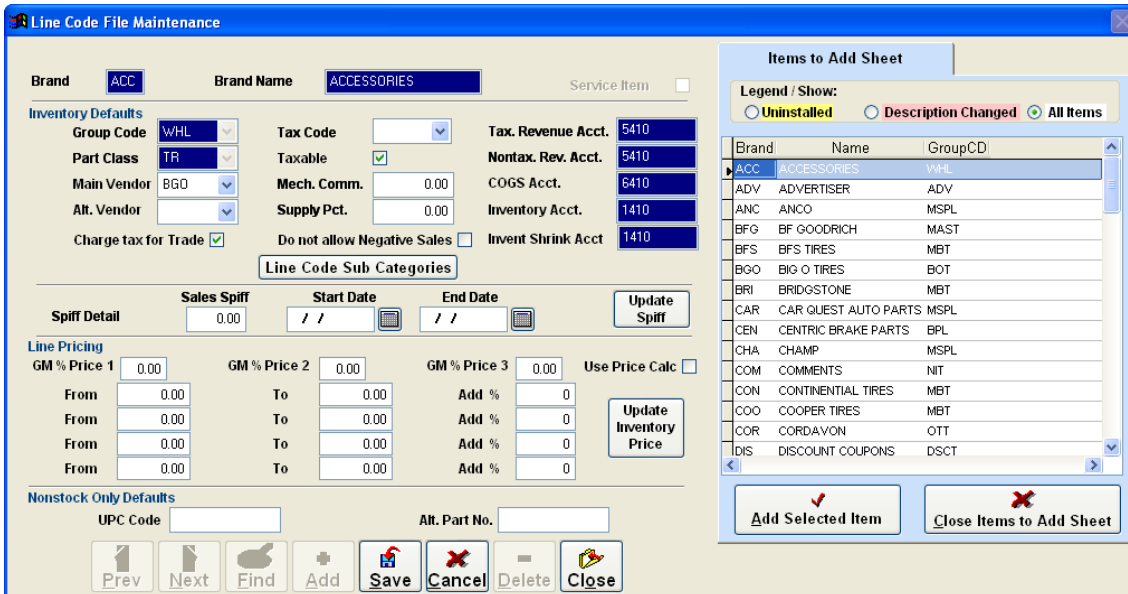 Line Code File Maintenance
Brand ACC Brand Name ACCESSORIES Service Item
Inventory Defaults
Group Code WHL Tax Code Tax. Revenue Acct. 5410
Part Class TR Taxable Nontax. Rev. Acct. 5410
Main Vendor BGO Mech. Comm. 0.00 COGS Acct. 6410
Alt. Vendor Supply Pct. 0.00 Inventory Acct. 1410
Charge tax for Trade Do not allow Negative Sales Invent Shrink Acct 1410
Line Code Sub Categories
Sales Spiff Start Date End Date
Spiff Detail 0.00 / / / / Update Spiff
Line Pricing
GM % Price 1 0.00 GM % Price 2 0.00 GM % Price 3 0.00 Use Price Calc
From 0.00 To 0.00 Add % 0
From 0.00 To 0.00 Add % 0
From 0.00 To 0.00 Add % 0
From 0.00 To 0.00 Add % 0
Update Inventory Price
Nonstock Only Defaults
UPC Code Alt. Part No.
Prev Next Find Add Save Cancel Delete Close
Items to Add Sheet
Legend / Show:
Uninstalled Description Changed All Items
Brand Name GroupCD
ACC ACCESSORIES WHL
ADV ADVERTISER ADV
ANC ANCO MSPL
BFG BF GOODRICH MAST
BFS BFS TIRES MBT
BGO BIG O TIRES BOT
BRI BRIDGSTONE MBT
CAR CAR QUEST AUTO PARTS MSPL
CEN CENTRIC BRAKE PARTS BPL
CHA CHAMP MSPL
COM COMMENTS NIT
CON CONTINENTIAL TIRES MBT
COO COOPER TIRES MBT
COR CORDAVON OTT
DIS DISCOUNT COUPONS DSCT
Add Selected Item Close Items to Add Sheet